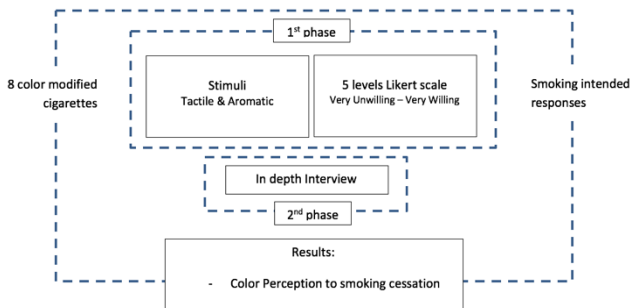 1st phase
8 color modified
cigarettes
Stimuli
Tactile & Aromatic
5 levels Likert scale
Very Unwilling – Very Willing
Smoking intended
responses
In depth Interview
2nd phase
Results:
- Color Perception to smoking cessation